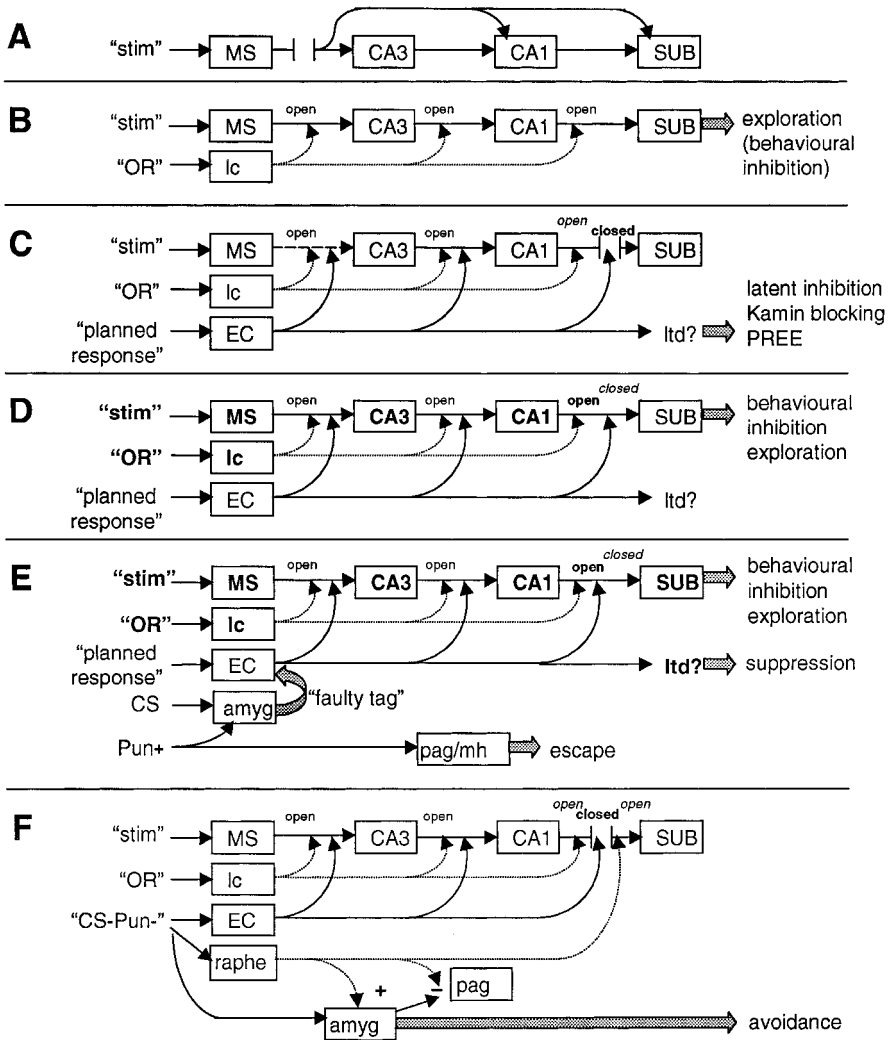 A
"stim"
MS
CA3
CA1
SUB
B
open
open
open
"stim"
MS
CA3
CA1
SUB
exploration
(behavioural
inhibition)
"OR"
lc
C
open
open
open
closed
"stim"
MS
CA3
CA1
SUB
"OR"
lc
"planned
response"
EC
ltd?
latent inhibition
Kamin blocking
PREE
D
open
open
open
closed
"stim"
MS
CA3
CA1
SUB
behavioural
inhibition
exploration
"OR"
lc
"planned
response"
EC
ltd?
E
open
open
open
closed
"stim"
MS
CA3
CA1
SUB
behavioural
inhibition
exploration
"OR"
lc
"planned
response"
EC
ltd?
suppression
CS
amyg
"faulty tag"
Pun+
pag/mh
escape
F
open
open
open
closed
open
"stim"
MS
CA3
CA1
SUB
"OR"
lc
"CS-Pun-"
EC
raphe
+
–
pag
amyg
avoidance